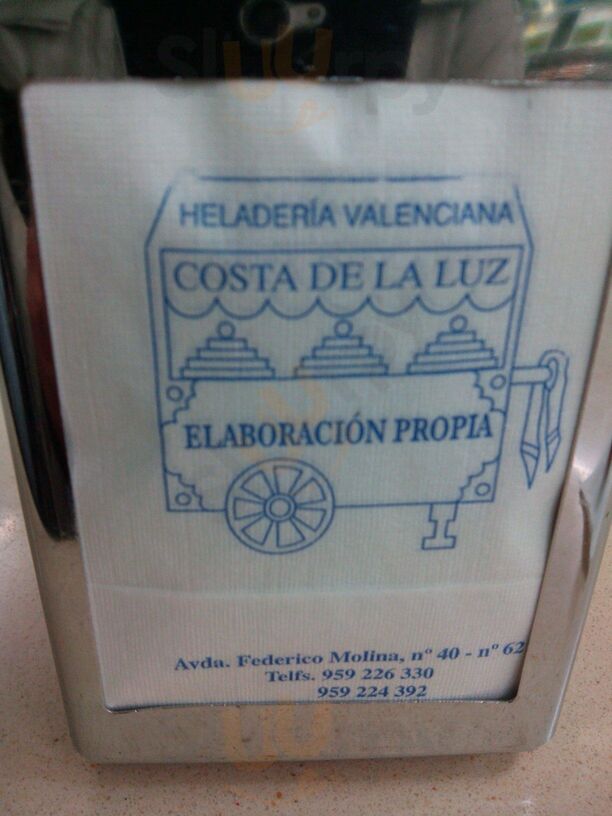 Sluurpy
HELADERÍA VALENCIANA
COSTA DE LA LUZ
ELABORACIÓN PROPIA
Avda. Federico Molina, nº 40 - nº 62
Telfs. 959 226 330
959 224 392